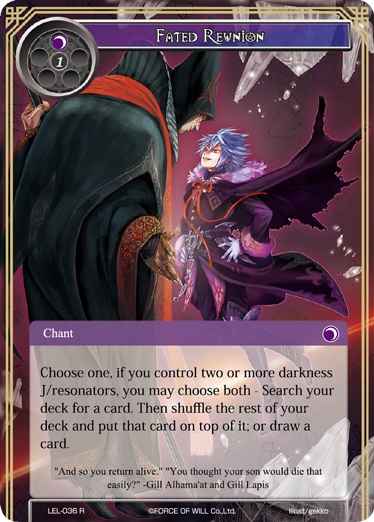 Fated Reunion
1
Chant
Choose one, if you control two or more darkness
J/resonators, you may choose both - Search your
deck for a card. Then shuffle the rest of your
deck and put that card on top of it; or draw a
card.
"And so you return alive." "You thought your son would die that
easily?" -Gill Alhama'at and Gill Lapis
LEL-036 R ©FORCE OF WILL Co.,Ltd. Illust/gekko